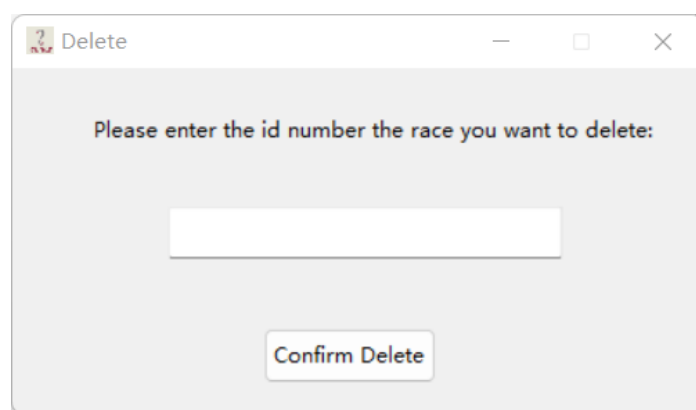 Delete
Please enter the id number the race you want to delete:
Confirm Delete